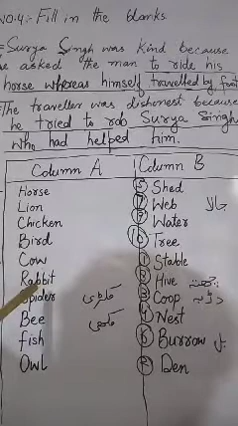 NO.4:- Fill in the blanks
Surya Singh was Kind because
he asked the man to ride his
horse whereas himself travelled by foot
The traveller was dishonest because
he tried to rob Surya Singh
who had helped him.
Column A Column B
Horse Shed
Lion Web جالا
Chicken Water
Bird Tree
Cow Stable
Rabbit Hive
Spider Coop
Bee Nest
fish Burrow
Owl Den